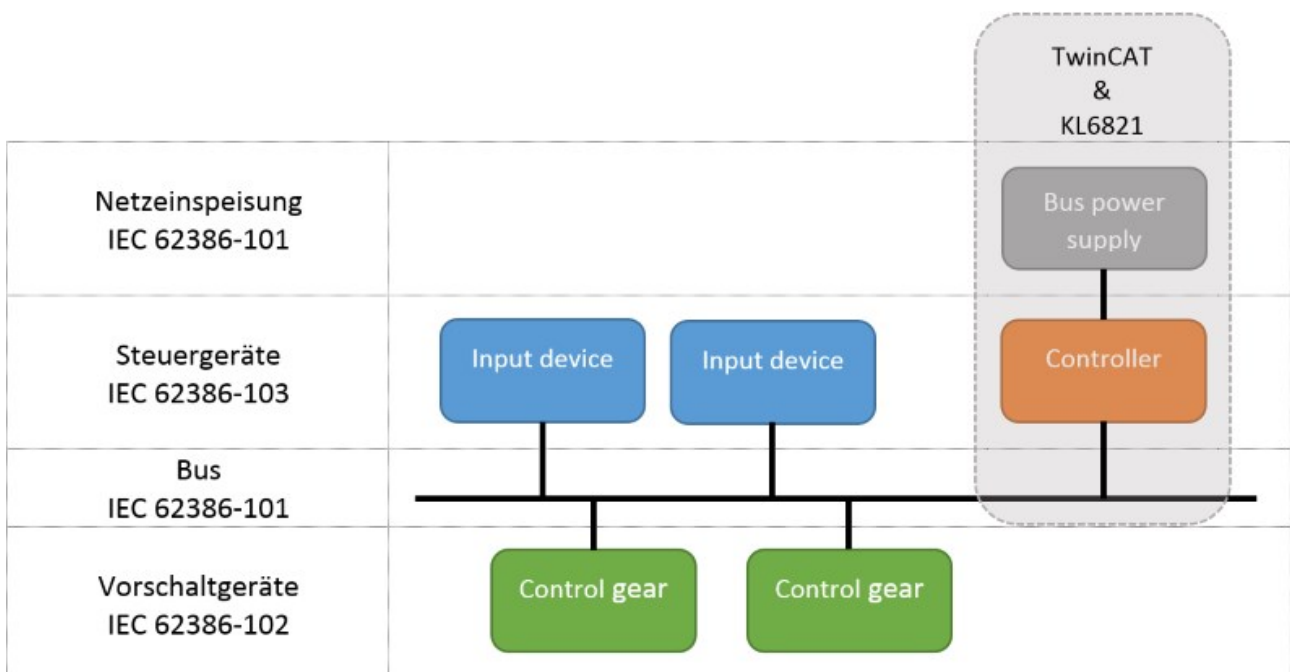 TwinCAT
&
KL6821
Netzeinspeisung
IEC 62386-101
Bus power
supply
Steuergeräte
IEC 62386-103
Input device
Input device
Controller
Bus
IEC 62386-101
Vorschaltgeräte
IEC 62386-102
Control gear
Control gear